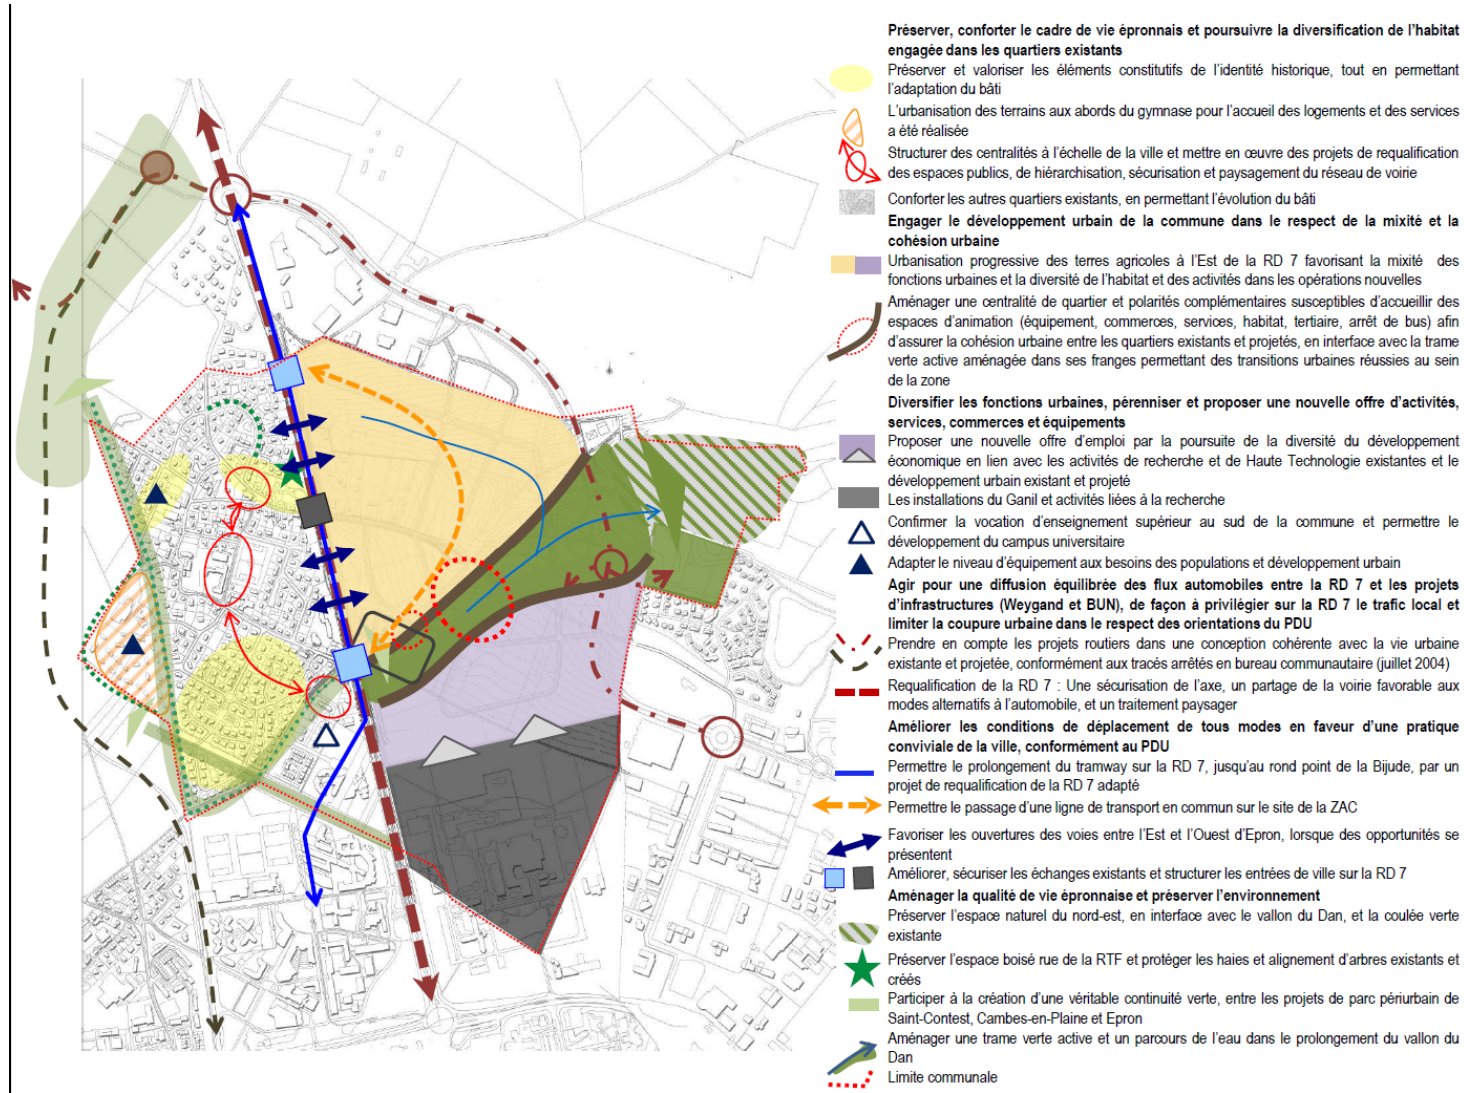 Préserver, conforter le cadre de vie épronnais et poursuivre la diversification de l'habitat
engagée dans les quartiers existants
Préserver et valoriser les éléments constitutifs de l'identité historique, tout en permettant
l'adaptation du bâti
L'urbanisation des terrains aux abords du gymnase pour l'accueil des logements et des services
a été réalisée
Structurer des centralités à l'échelle de la ville et mettre en œuvre des projets de requalification
des espaces publics, de hiérarchisation, sécurisation et paysagement du réseau de voirie
Conforter les autres quartiers existants, en permettant l'évolution du bâti
Engager le développement urbain de la commune dans le respect de la mixité et la
cohésion urbaine
Urbanisation progressive des terres agricoles à l'Est de la RD 7 favorisant la mixité des
fonctions urbaines et la diversité de l'habitat et des activités dans les opérations nouvelles
Aménager une centralité de quartier et polarités complémentaires susceptibles d'accueillir des
espaces d'animation (équipement, commerces, services, habitat, tertiaire, arrêt de bus) afin
d'assurer la cohésion urbaine entre les quartiers existants et projetés, en interface avec la trame
verte active aménagée dans ses franges permettant des transitions urbaines réussies au sein
de la zone
Diversifier les fonctions urbaines, pérenniser et proposer une nouvelle offre d'activités,
services, commerces et équipements
Proposer une nouvelle offre d'emploi par la poursuite de la diversité du développement
économique en lien avec les activités de recherche et de Haute Technologie existantes et le
développement urbain existant et projeté
Les installations du Ganil et activités liées à la recherche
Confirmer la vocation d'enseignement supérieur au sud de la commune et permettre le
développement du campus universitaire
Adapter le niveau d'équipement aux besoins des populations et développement urbain
Agir pour une diffusion équilibrée des flux automobiles entre la RD 7 et les projets
d'infrastructures (Weygand et BUN), de façon à privilégier sur la RD 7 le trafic local et
limiter la coupure urbaine dans le respect des orientations du PDU
Prendre en compte les projets routiers dans une conception cohérente avec la vie urbaine
existante et projetée, conformément aux tracés arrêtés en bureau communautaire (juillet 2004)
Requalification de la RD 7 : Une sécurisation de l'axe, un partage de la voirie favorable aux
modes alternatifs à l'automobile, et un traitement paysager
Améliorer les conditions de déplacement de tous modes en faveur d'une pratique
conviviale de la ville, conformément au PDU
Permettre le prolongement du tramway sur la RD 7, jusqu'au rond point de la Bijude, par un
projet de requalification de la RD 7 adapté
Permettre le passage d'une ligne de transport en commun sur le site de la ZAC
Favoriser les ouvertures des voies entre l'Est et l'Ouest d'Epron, lorsque des opportunités se
présentent
Améliorer, sécuriser les échanges existants et structurer les entrées de ville sur la RD 7
Aménager la qualité de vie épronnaise et préserver l'environnement
Préserver l'espace naturel du nord-est, en interface avec le vallon du Dan, et la coulée verte
existante
Préserver l'espace boisé rue de la RTF et protéger les haies et alignement d'arbres existants et
créés
Participer à la création d'une véritable continuité verte, entre les projets de parc périurbain de
Saint-Contest, Cambes-en-Plaine et Epron
Aménager une trame verte active et un parcours de l'eau dans le prolongement du vallon du
Dan
Limite communale